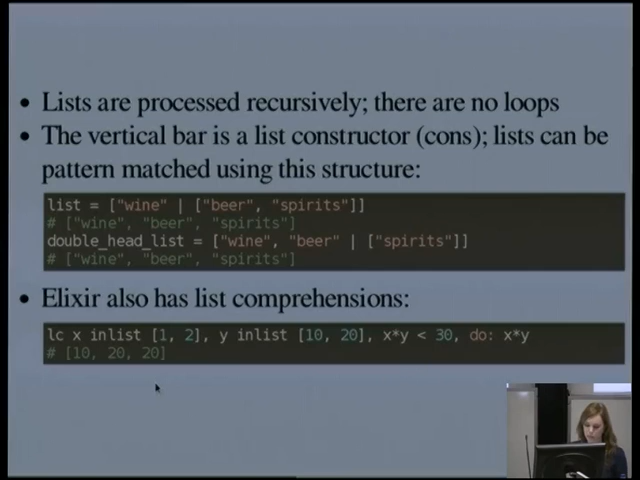 • Lists are processed recursively; there are no loops
• The vertical bar is a list constructor (cons); lists can be
pattern matched using this structure:
list = ["wine" | ["beer", "spirits"]]
# ["wine", "beer", "spirits"]
double_head_list = ["wine", "beer" | ["spirits"]]
# ["wine", "beer", "spirits"]
• Elixir also has list comprehensions:
lc x inlist [1, 2], y inlist [10, 20], x*y < 30, do: x*y
# [10, 20, 20]